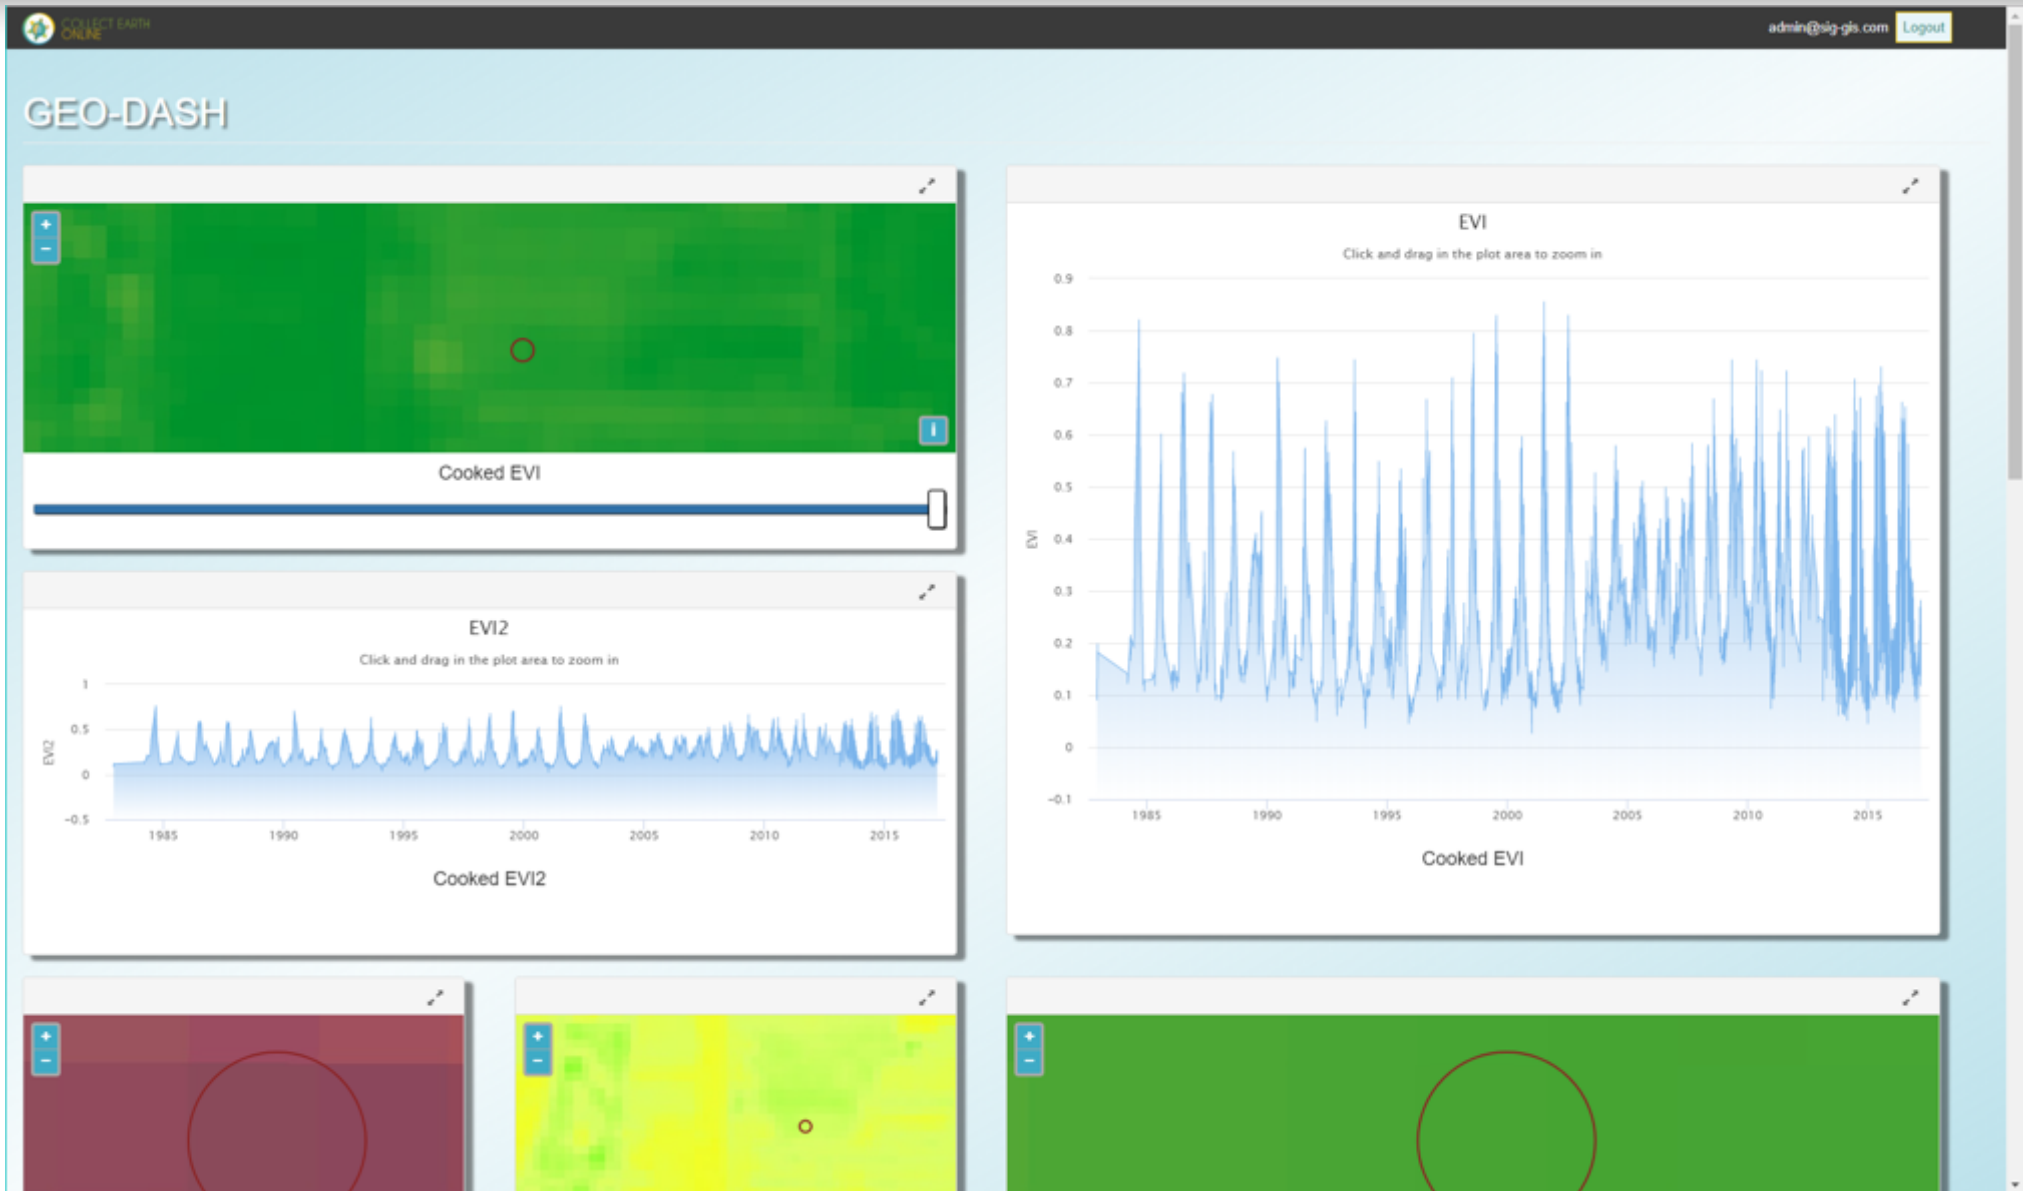 COLLECT EARTH
ONLINE
admin@sig-gis.com Logout
GEO-DASH
+
−
i
Cooked EVI
EVI2
Click and drag in the plot area to zoom in
1
0.5
0
−0.5
EVI2
1985 1990 1995 2000 2005 2010 2015
Cooked EVI2
EVI
Click and drag in the plot area to zoom in
0.9
0.8
0.7
0.6
0.5
0.4
0.3
0.2
0.1
0
−0.1
EVI
1985 1990 1995 2000 2005 2010 2015
Cooked EVI
+
−
+
−
+
−